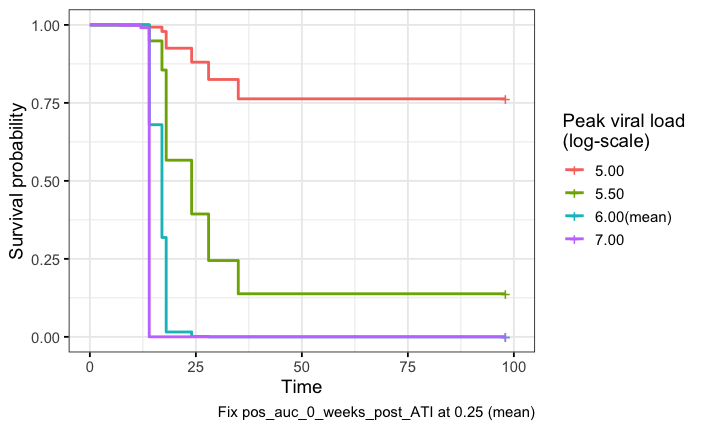 1.00
0.75
0.50
0.25
0.00
Survival probability
0
25
50
75
100
Time
Peak viral load
(log-scale)
5.00
5.50
6.00(mean)
7.00
Fix pos_auc_0_weeks_post_ATI at 0.25 (mean)